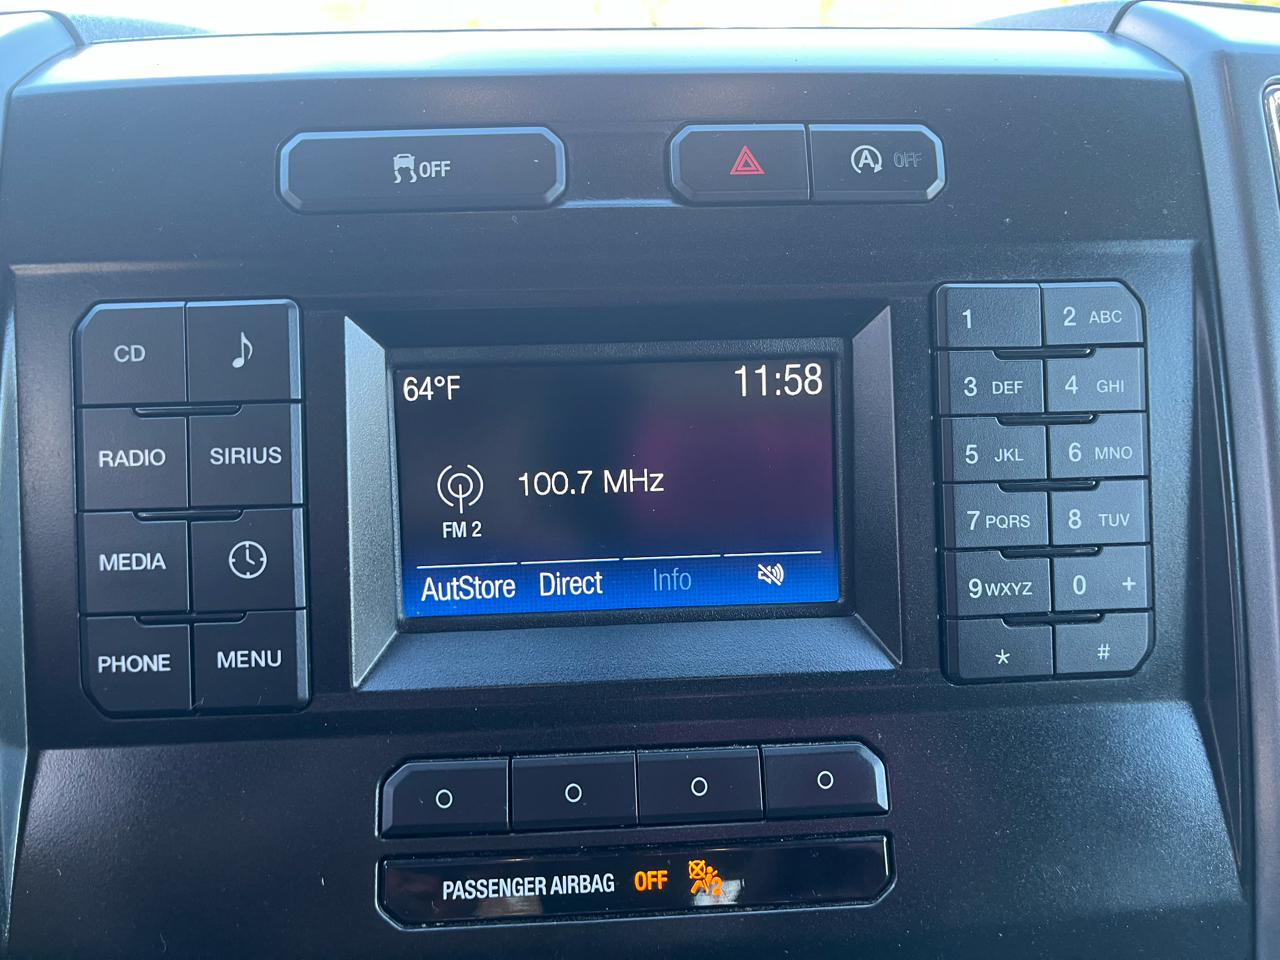 OFF
OFF
CD
RADIO SIRIUS
MEDIA
PHONE MENU
64°F 11:58
100.7 MHz
FM 2
AutStore Direct Info
1 2 ABC
3 DEF 4 GHI
5 JKL 6 MNO
7 PQRS 8 TUV
9 WXYZ 0 +
* #
PASSENGER AIRBAG OFF 2